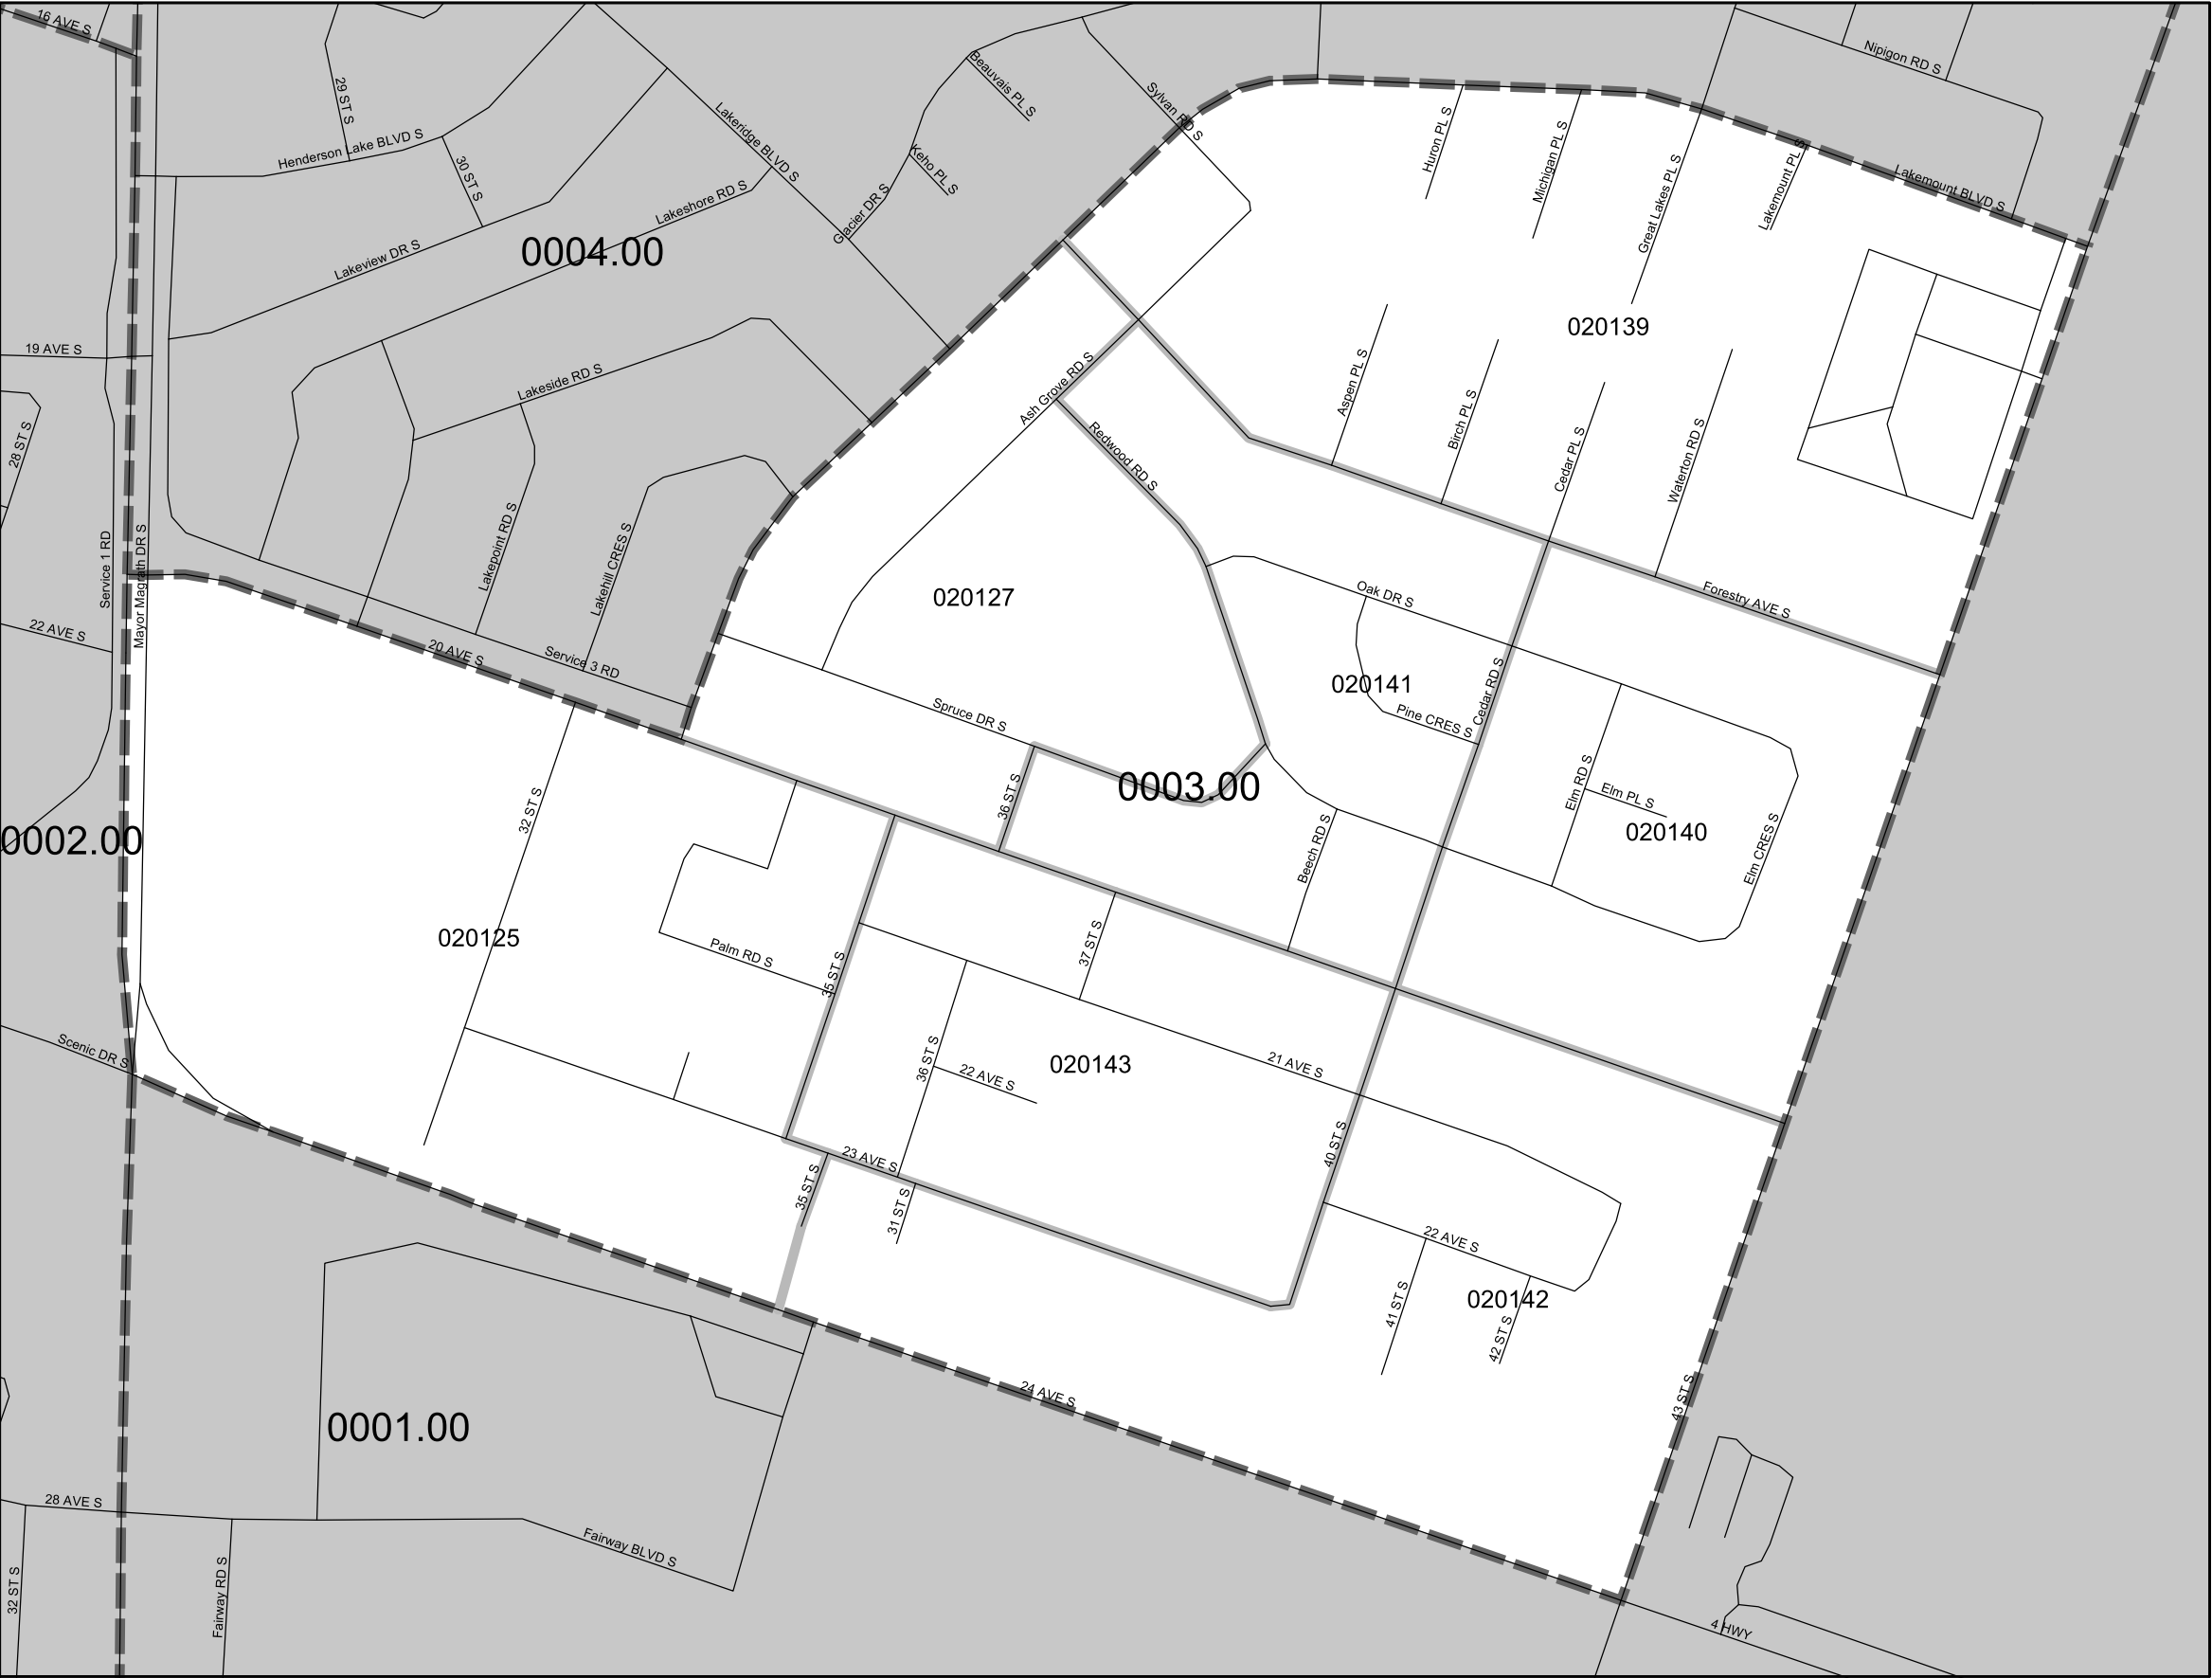 16 AVE S
Nipigon RD S
29 ST S
Beauvais PL S
Sylvan RD S
Lakeridge BLVD S
Henderson Lake BLVD S
Huron PL S
Michigan PL S
Great Lakes PL S
Lakemount PL S
Lakemount BLVD S
30 ST S
Keho PL S
Glacier DR S
Lakeshore RD S
Lakeview DR S
0004.00
020139
19 AVE S
Lakeside RD S
Ash Grove RD S
Aspen PL S
Birch PL S
Cedar PL S
Waterton RD S
28 ST S
Redwood RD S
Lakepoint RD S
Lakehill CRES S
Service 1 RD
Mayor Magrath DR S
020127
Oak DR S
Forestry AVE S
22 AVE S
20 AVE S
Service 3 RD
020141
Cedar RD S
Spruce DR S
Pine CRES S
0003.00
36 ST S
Elm RD S
Elm PL S
020140
Elm CRES S
32 ST S
0002.00
Beech RD S
020125
Palm RD S
35 ST S
37 ST S
Scenic DR S
36 ST S
22 AVE S
020143
21 AVE S
23 AVE S
40 ST S
35 ST S
31 ST S
22 AVE S
020142
41 ST S
42 ST S
24 AVE S
43 ST S
0001.00
28 AVE S
Fairway BLVD S
32 ST S
Fairway RD S
4 HWY